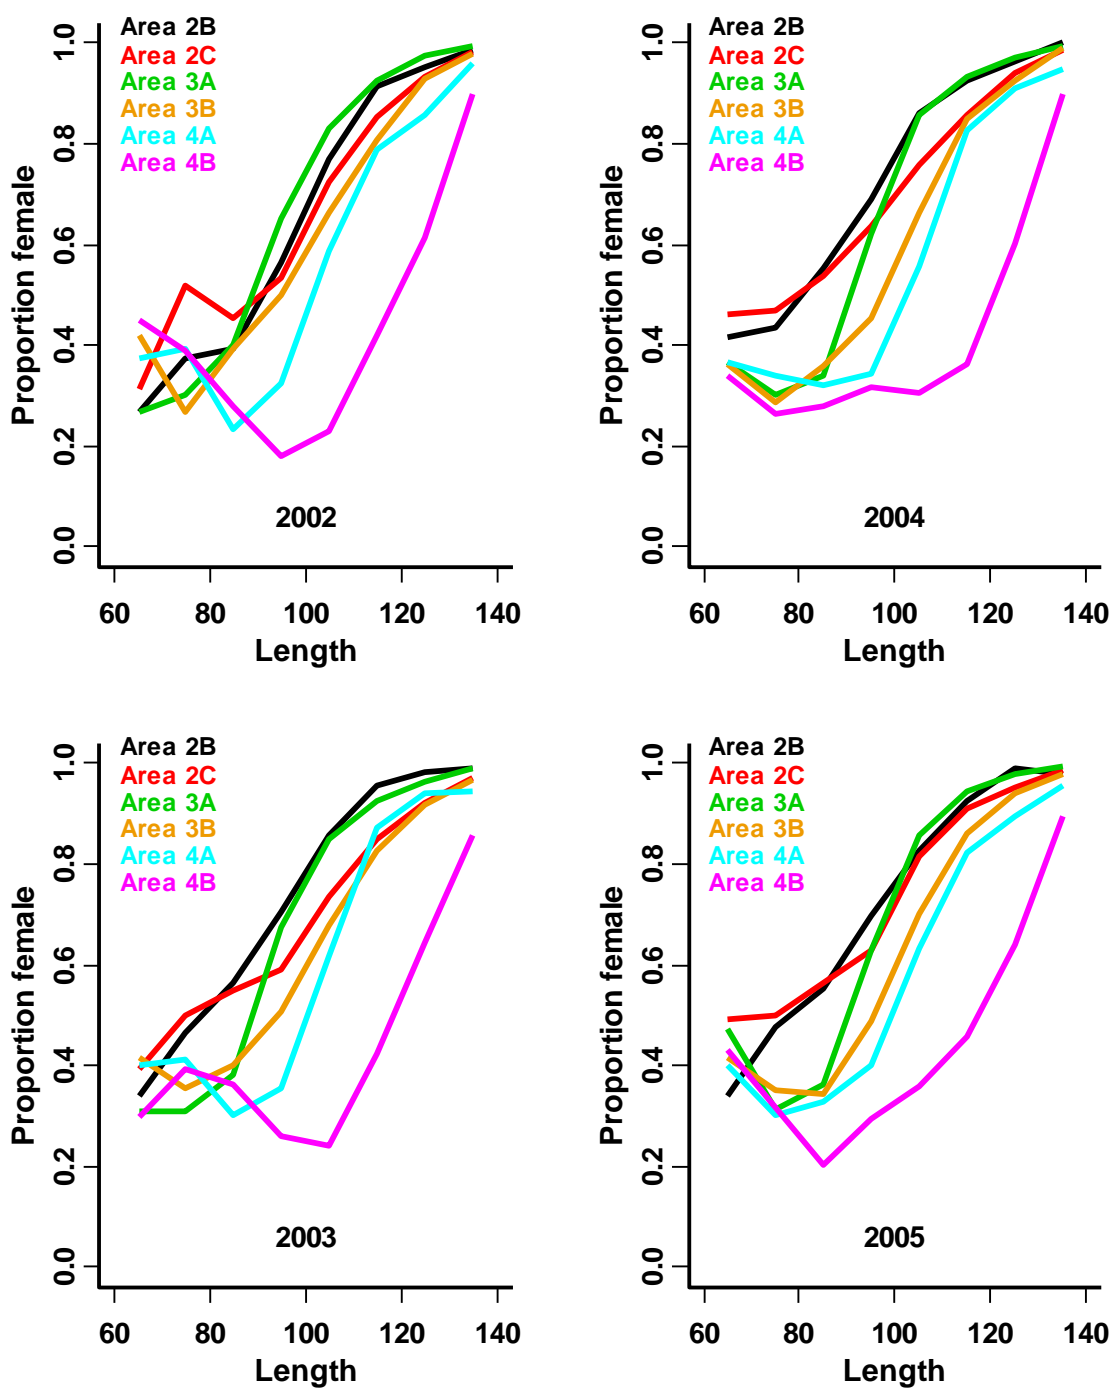 Area 2B
Area 2C
Area 3A
Area 3B
Area 4A
Area 4B
Proportion female
1.0
0.8
0.6
0.4
0.2
0.0
2002
60 80 100 120 140
Length
Area 2B
Area 2C
Area 3A
Area 3B
Area 4A
Area 4B
Proportion female
1.0
0.8
0.6
0.4
0.2
0.0
2004
60 80 100 120 140
Length
Area 2B
Area 2C
Area 3A
Area 3B
Area 4A
Area 4B
Proportion female
1.0
0.8
0.6
0.4
0.2
0.0
2003
60 80 100 120 140
Length
Area 2B
Area 2C
Area 3A
Area 3B
Area 4A
Area 4B
Proportion female
1.0
0.8
0.6
0.4
0.2
0.0
2005
60 80 100 120 140
Length